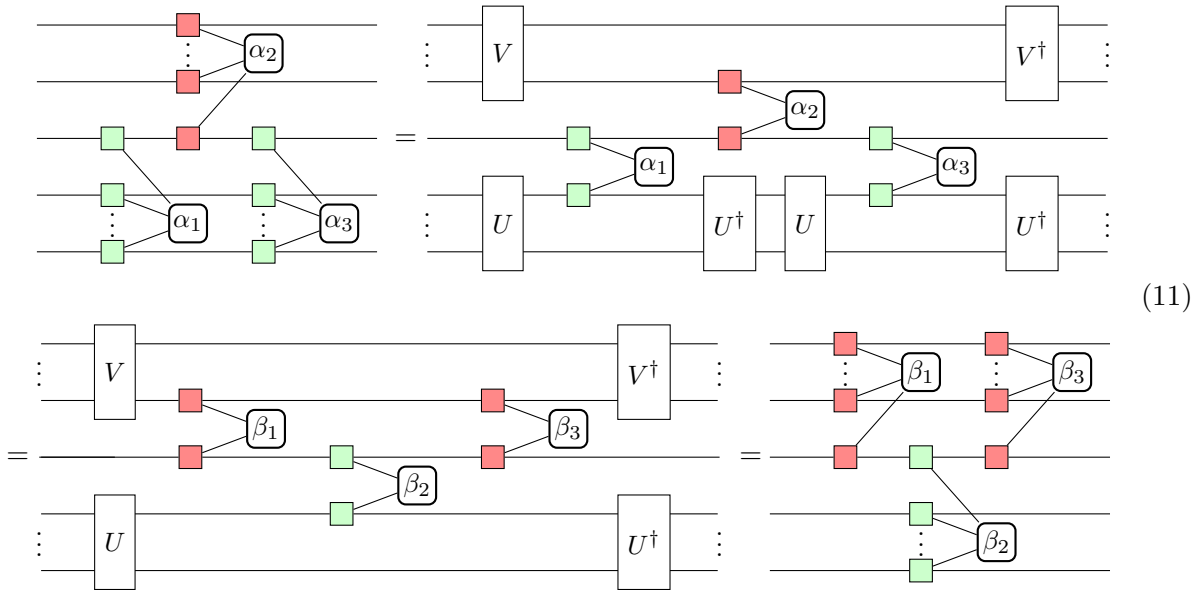 α₂ = V α₂ V†
α₁ α₃ U α₁ U† U α₃ U†
(11)
V β₁ β₃ V† β₁ β₃
= β₂ =
U U† β₂